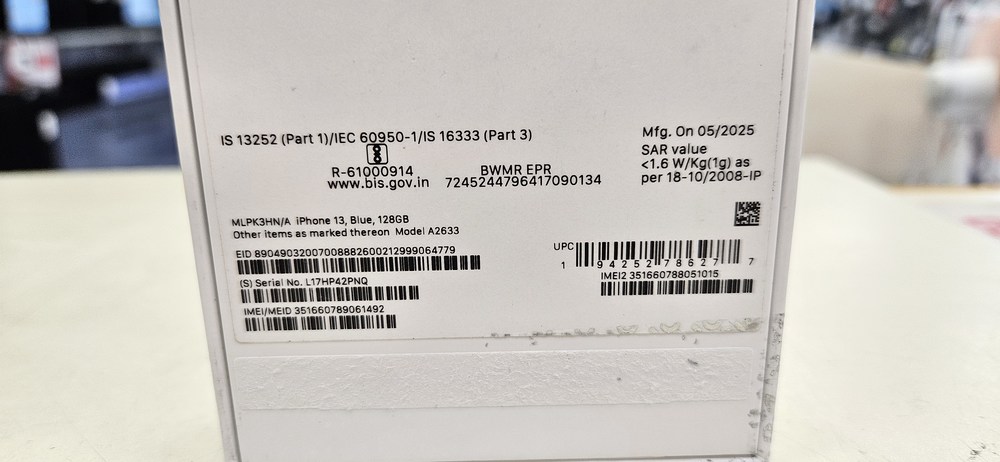 IS 13252 (Part 1)/IEC 60950-1/IS 16333 (Part 3)
R-61000914
www.bis.gov.in
BWMR EPR
7245244796417090134
Mfg. On 05/2025
SAR value
<1.6 W/Kg(1g) as
per 18-10/2008-IP
MLPK3HN/A iPhone 13, Blue, 128GB
Other items as marked thereon Model A2633
EID 89049032007008882600212999064779
(S) Serial No. L17HP42PNQ
IMEI/MEID 351660789061492
UPC
1 94252 78627 7
IMEI2 351660788051015